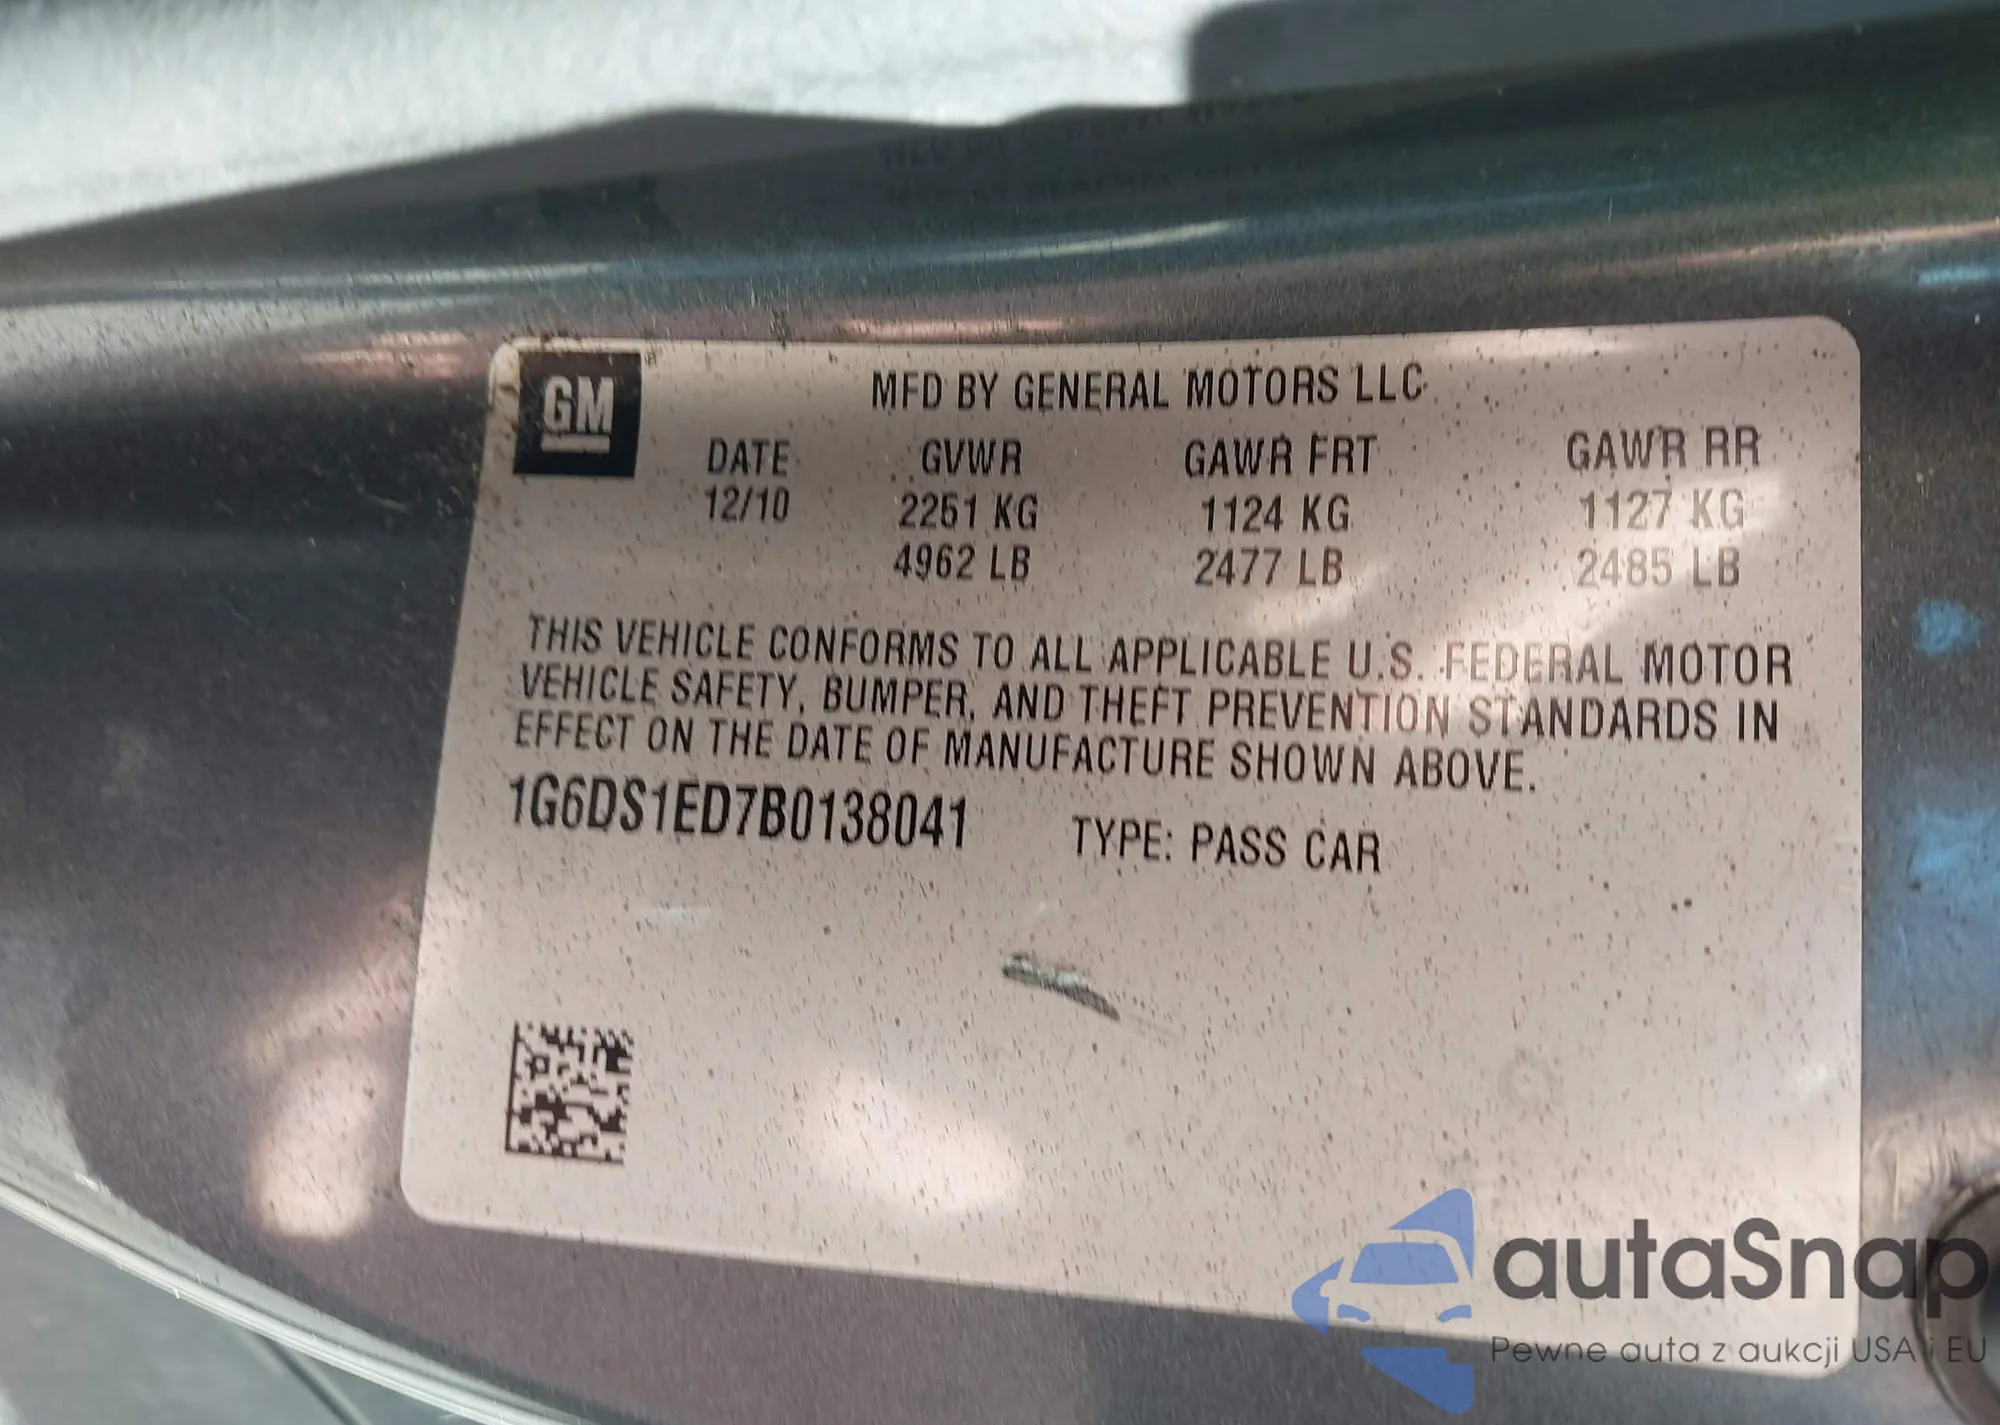 GM
MFD BY GENERAL MOTORS LLC
DATE GVWR GAWR FRT GAWR RR
12/10 2251 KG 1124 KG 1127 KG
4962 LB 2477 LB 2485 LB
THIS VEHICLE CONFORMS TO ALL APPLICABLE U.S. FEDERAL MOTOR
VEHICLE SAFETY, BUMPER, AND THEFT PREVENTION STANDARDS IN
EFFECT ON THE DATE OF MANUFACTURE SHOWN ABOVE.
1G6DS1ED7B0138041 TYPE: PASS CAR
autaSnap
Pewne auta z aukcji USA i EU